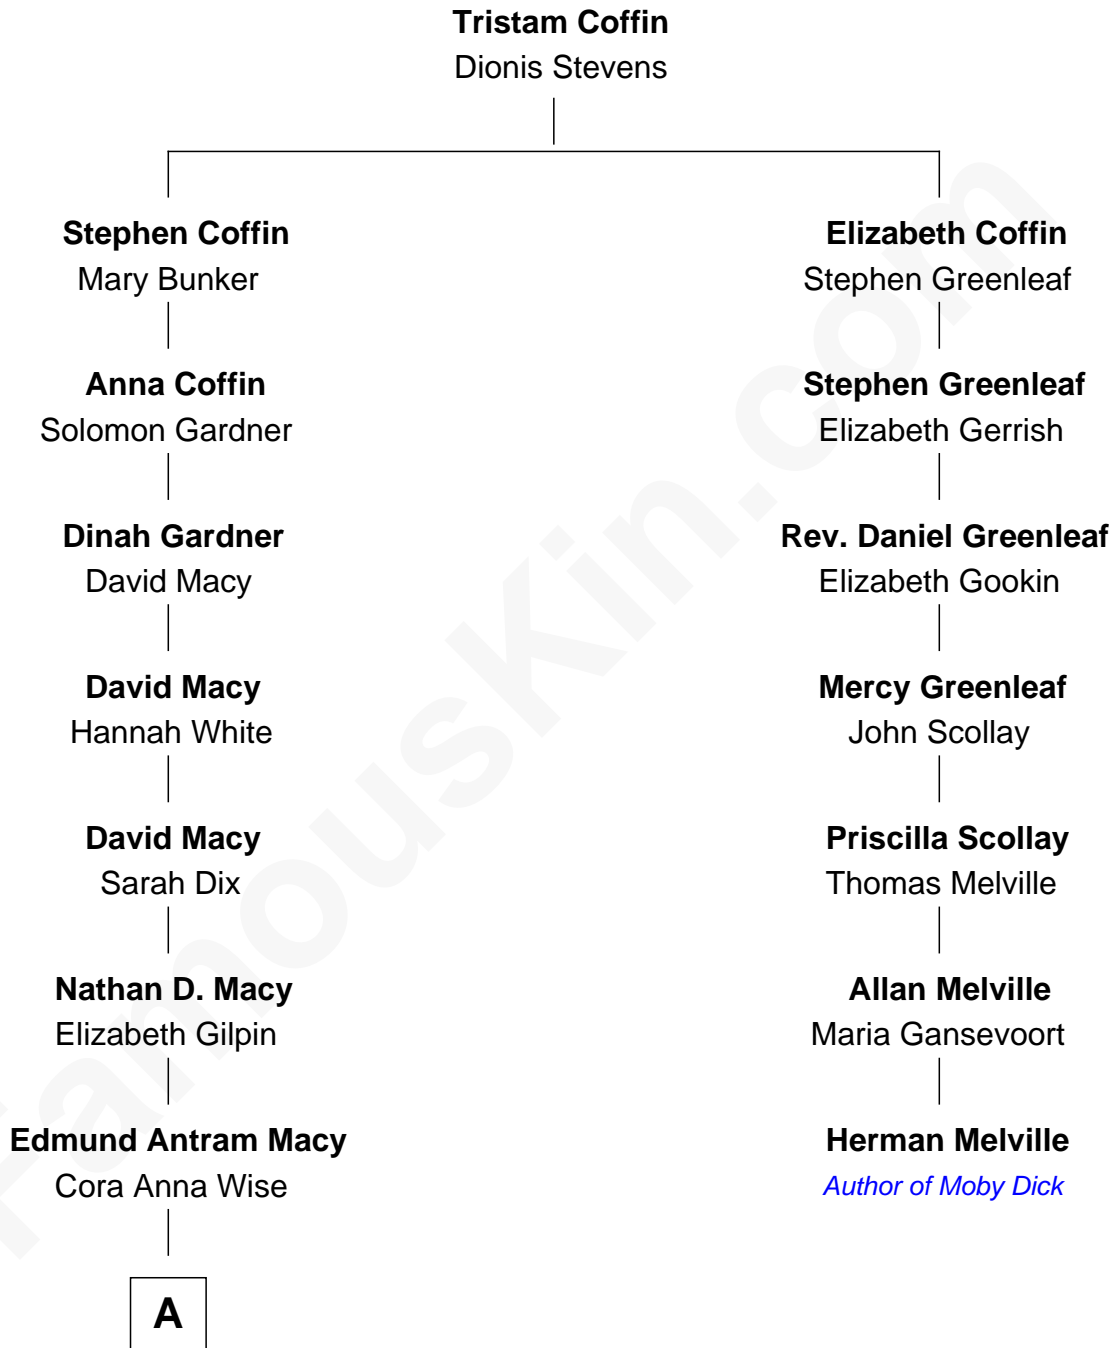 Tristam Coffin
Dionis Stevens
Stephen Coffin
Mary Bunker
Elizabeth Coffin
Stephen Greenleaf
Anna Coffin
Solomon Gardner
Stephen Greenleaf
Elizabeth Gerrish
Dinah Gardner
David Macy
Rev. Daniel Greenleaf
Elizabeth Gookin
David Macy
Hannah White
Mercy Greenleaf
John Scollay
David Macy
Sarah Dix
Priscilla Scollay
Thomas Melville
Nathan D. Macy
Elizabeth Gilpin
Allan Melville
Maria Gansevoort
Edmund Antram Macy
Cora Anna Wise
Herman Melville
Author of Moby Dick
A
FamousKin.com